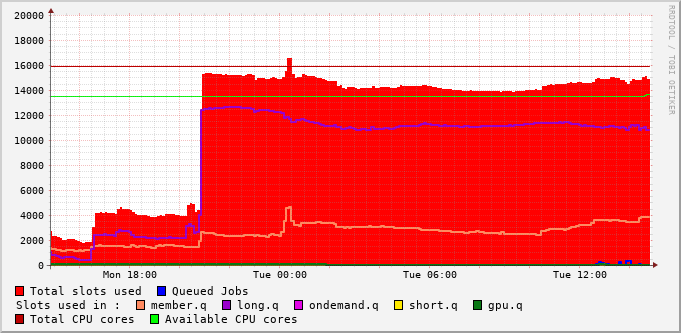 RRDTOOL / TOBI OETIKER
20000
18000
16000
14000
12000
10000
8000
6000
4000
2000
0
Mon 18:00 Tue 00:00 Tue 06:00 Tue 12:00
Total slots used Queued Jobs
Slots used in : member.q long.q ondemand.q short.q gpu.q
Total CPU cores Available CPU cores